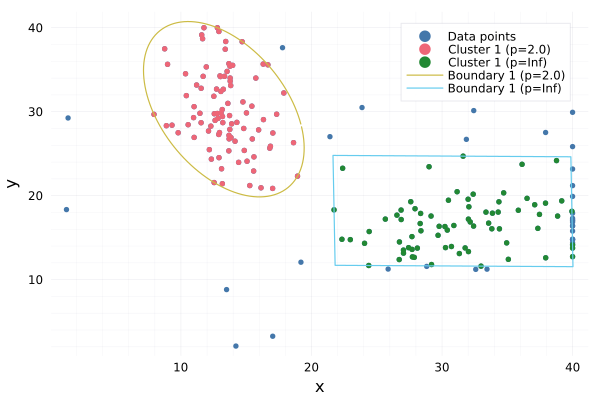 40
30
20
10
y
Data points
Cluster 1 (p=2.0)
Cluster 1 (p=Inf)
Boundary 1 (p=2.0)
Boundary 1 (p=Inf)
10
20
30
40
x